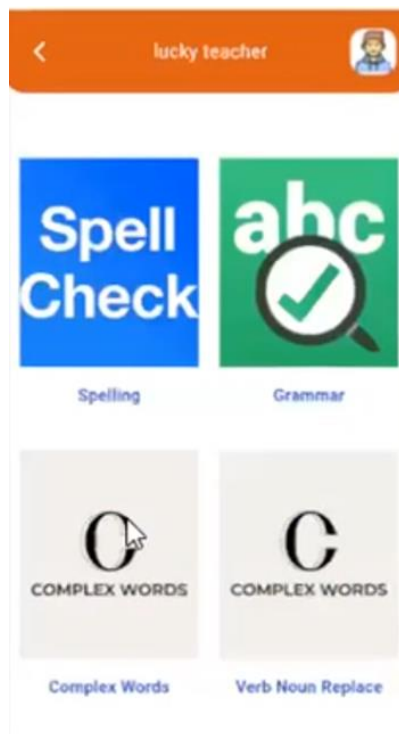 lucky teacher
Spell
Check
abc
Spelling
Grammar
C
COMPLEX WORDS
C
COMPLEX WORDS
Complex Words
Verb Noun Replace